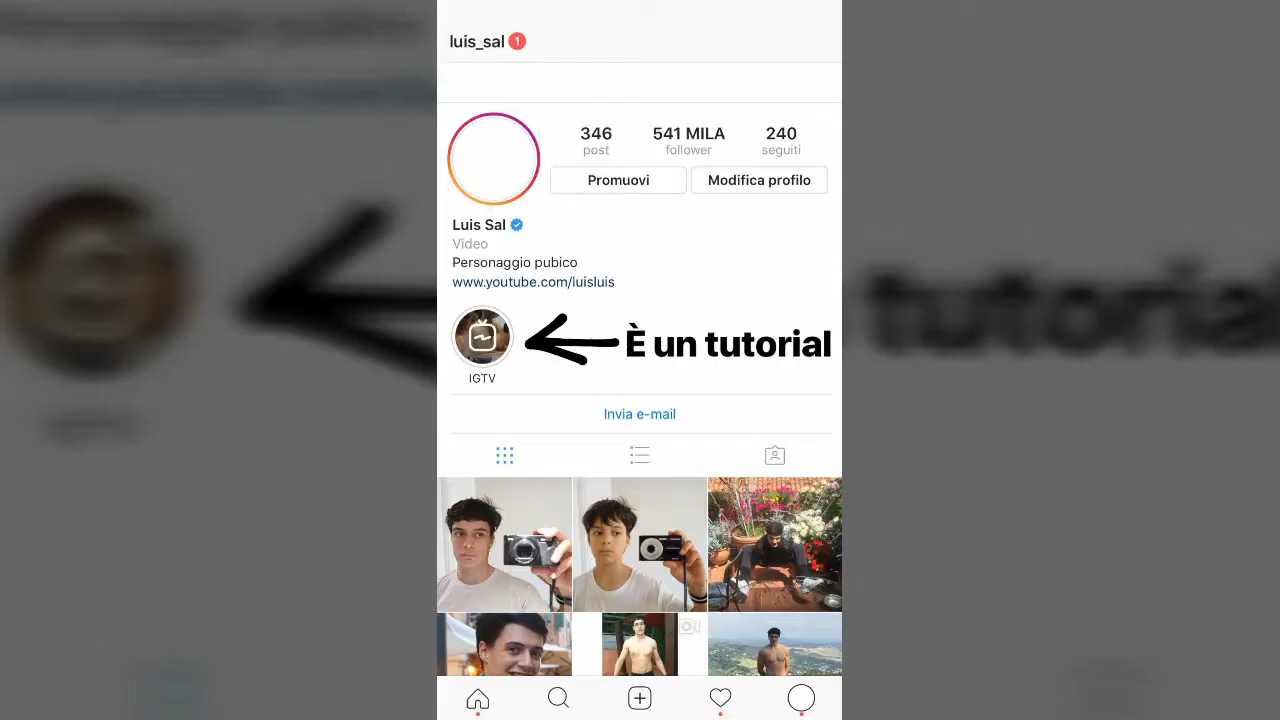 luis_sal 1
346 541 MILA 240
post follower seguiti
Promuovi Modifica profilo
Luis Sal
Video
Personaggio pubico
www.youtube.com/luisluis
È un tutorial
IGTV
Invia e-mail